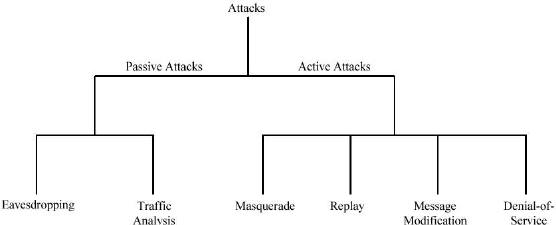 Attacks
Passive Attacks
Active Attacks
Eavesdropping
Traffic
Analysis
Masquerade
Replay
Message
Modification
Denial-of-
Service